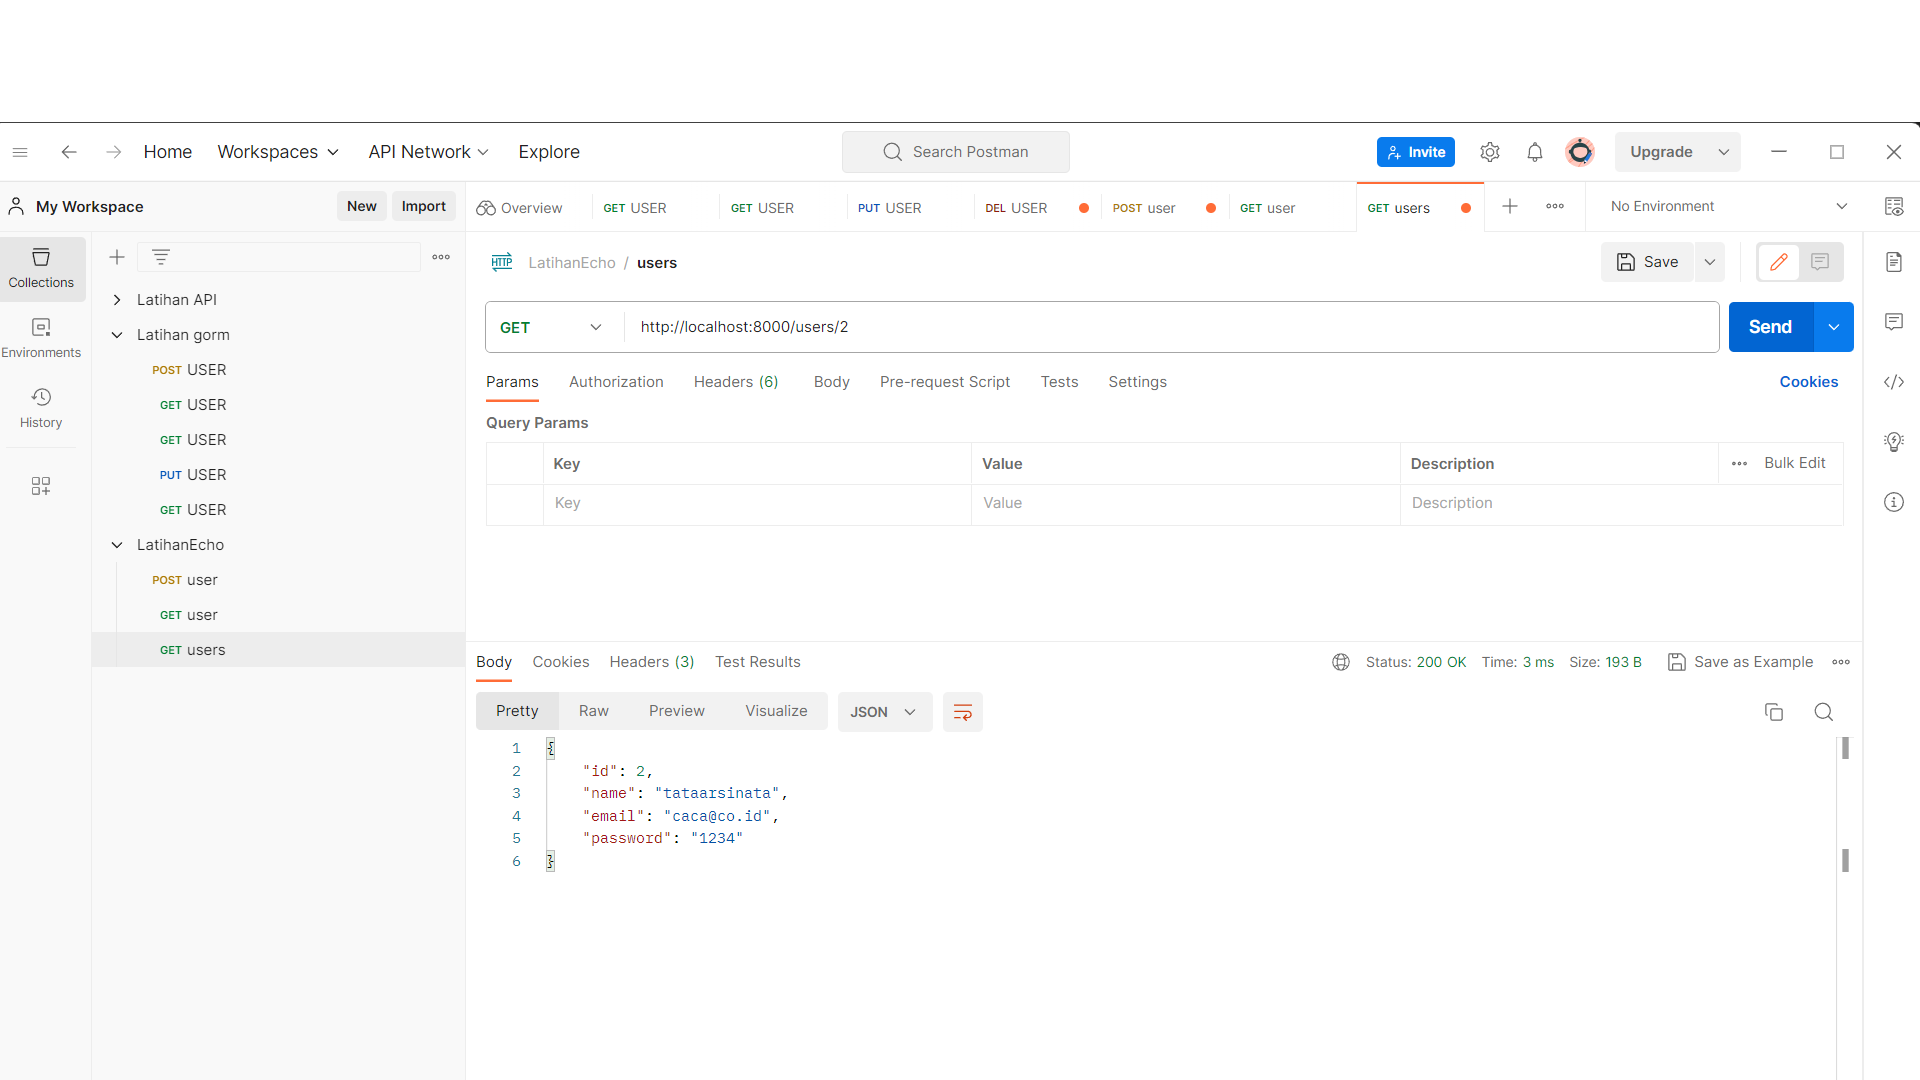 Home Workspaces API Network Explore Search Postman Invite Upgrade
My Workspace New Import Overview GET USER GET USER PUT USER DEL USER POST user GET user GET users No Environment
Collections
Environments
History
Latihan API
Latihan gorm
POST USER
GET USER
GET USER
PUT USER
GET USER
LatihanEcho
POST user
GET user
GET users
HTTP LatihanEcho / users Save
GET http://localhost:8000/users/2 Send
Params Authorization Headers (6) Body Pre-request Script Tests Settings Cookies
Query Params
Key Value Description Bulk Edit
Key Value Description
Body Cookies Headers (3) Test Results Status: 200 OK Time: 3 ms Size: 193 B Save as Example
Pretty Raw Preview Visualize JSON
1 {
2 "id": 2,
3 "name": "tataarsinata",
4 "email": "caca@co.id",
5 "password": "1234"
6 }